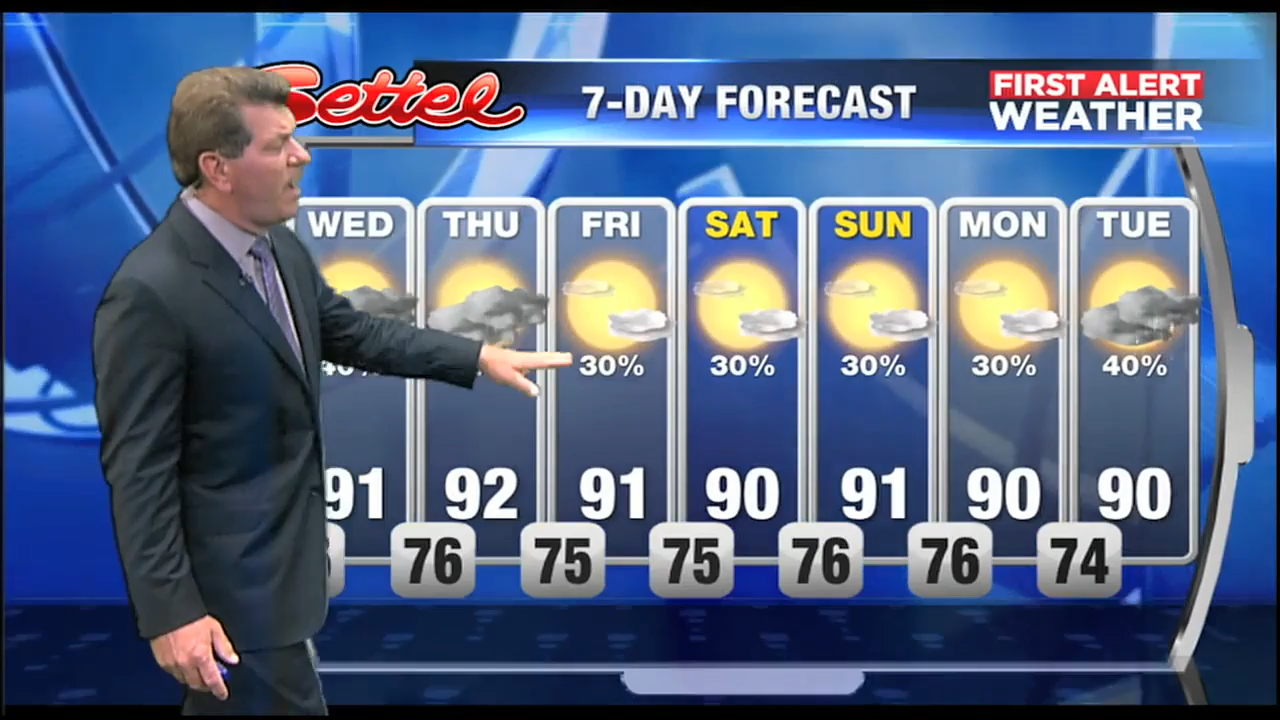 Settel
7-DAY FORECAST
FIRST ALERT
WEATHER
WED THU FRI SAT SUN MON TUE
40% 30% 30% 30% 30% 40%
91 92 91 90 91 90 90
76 75 75 76 76 74